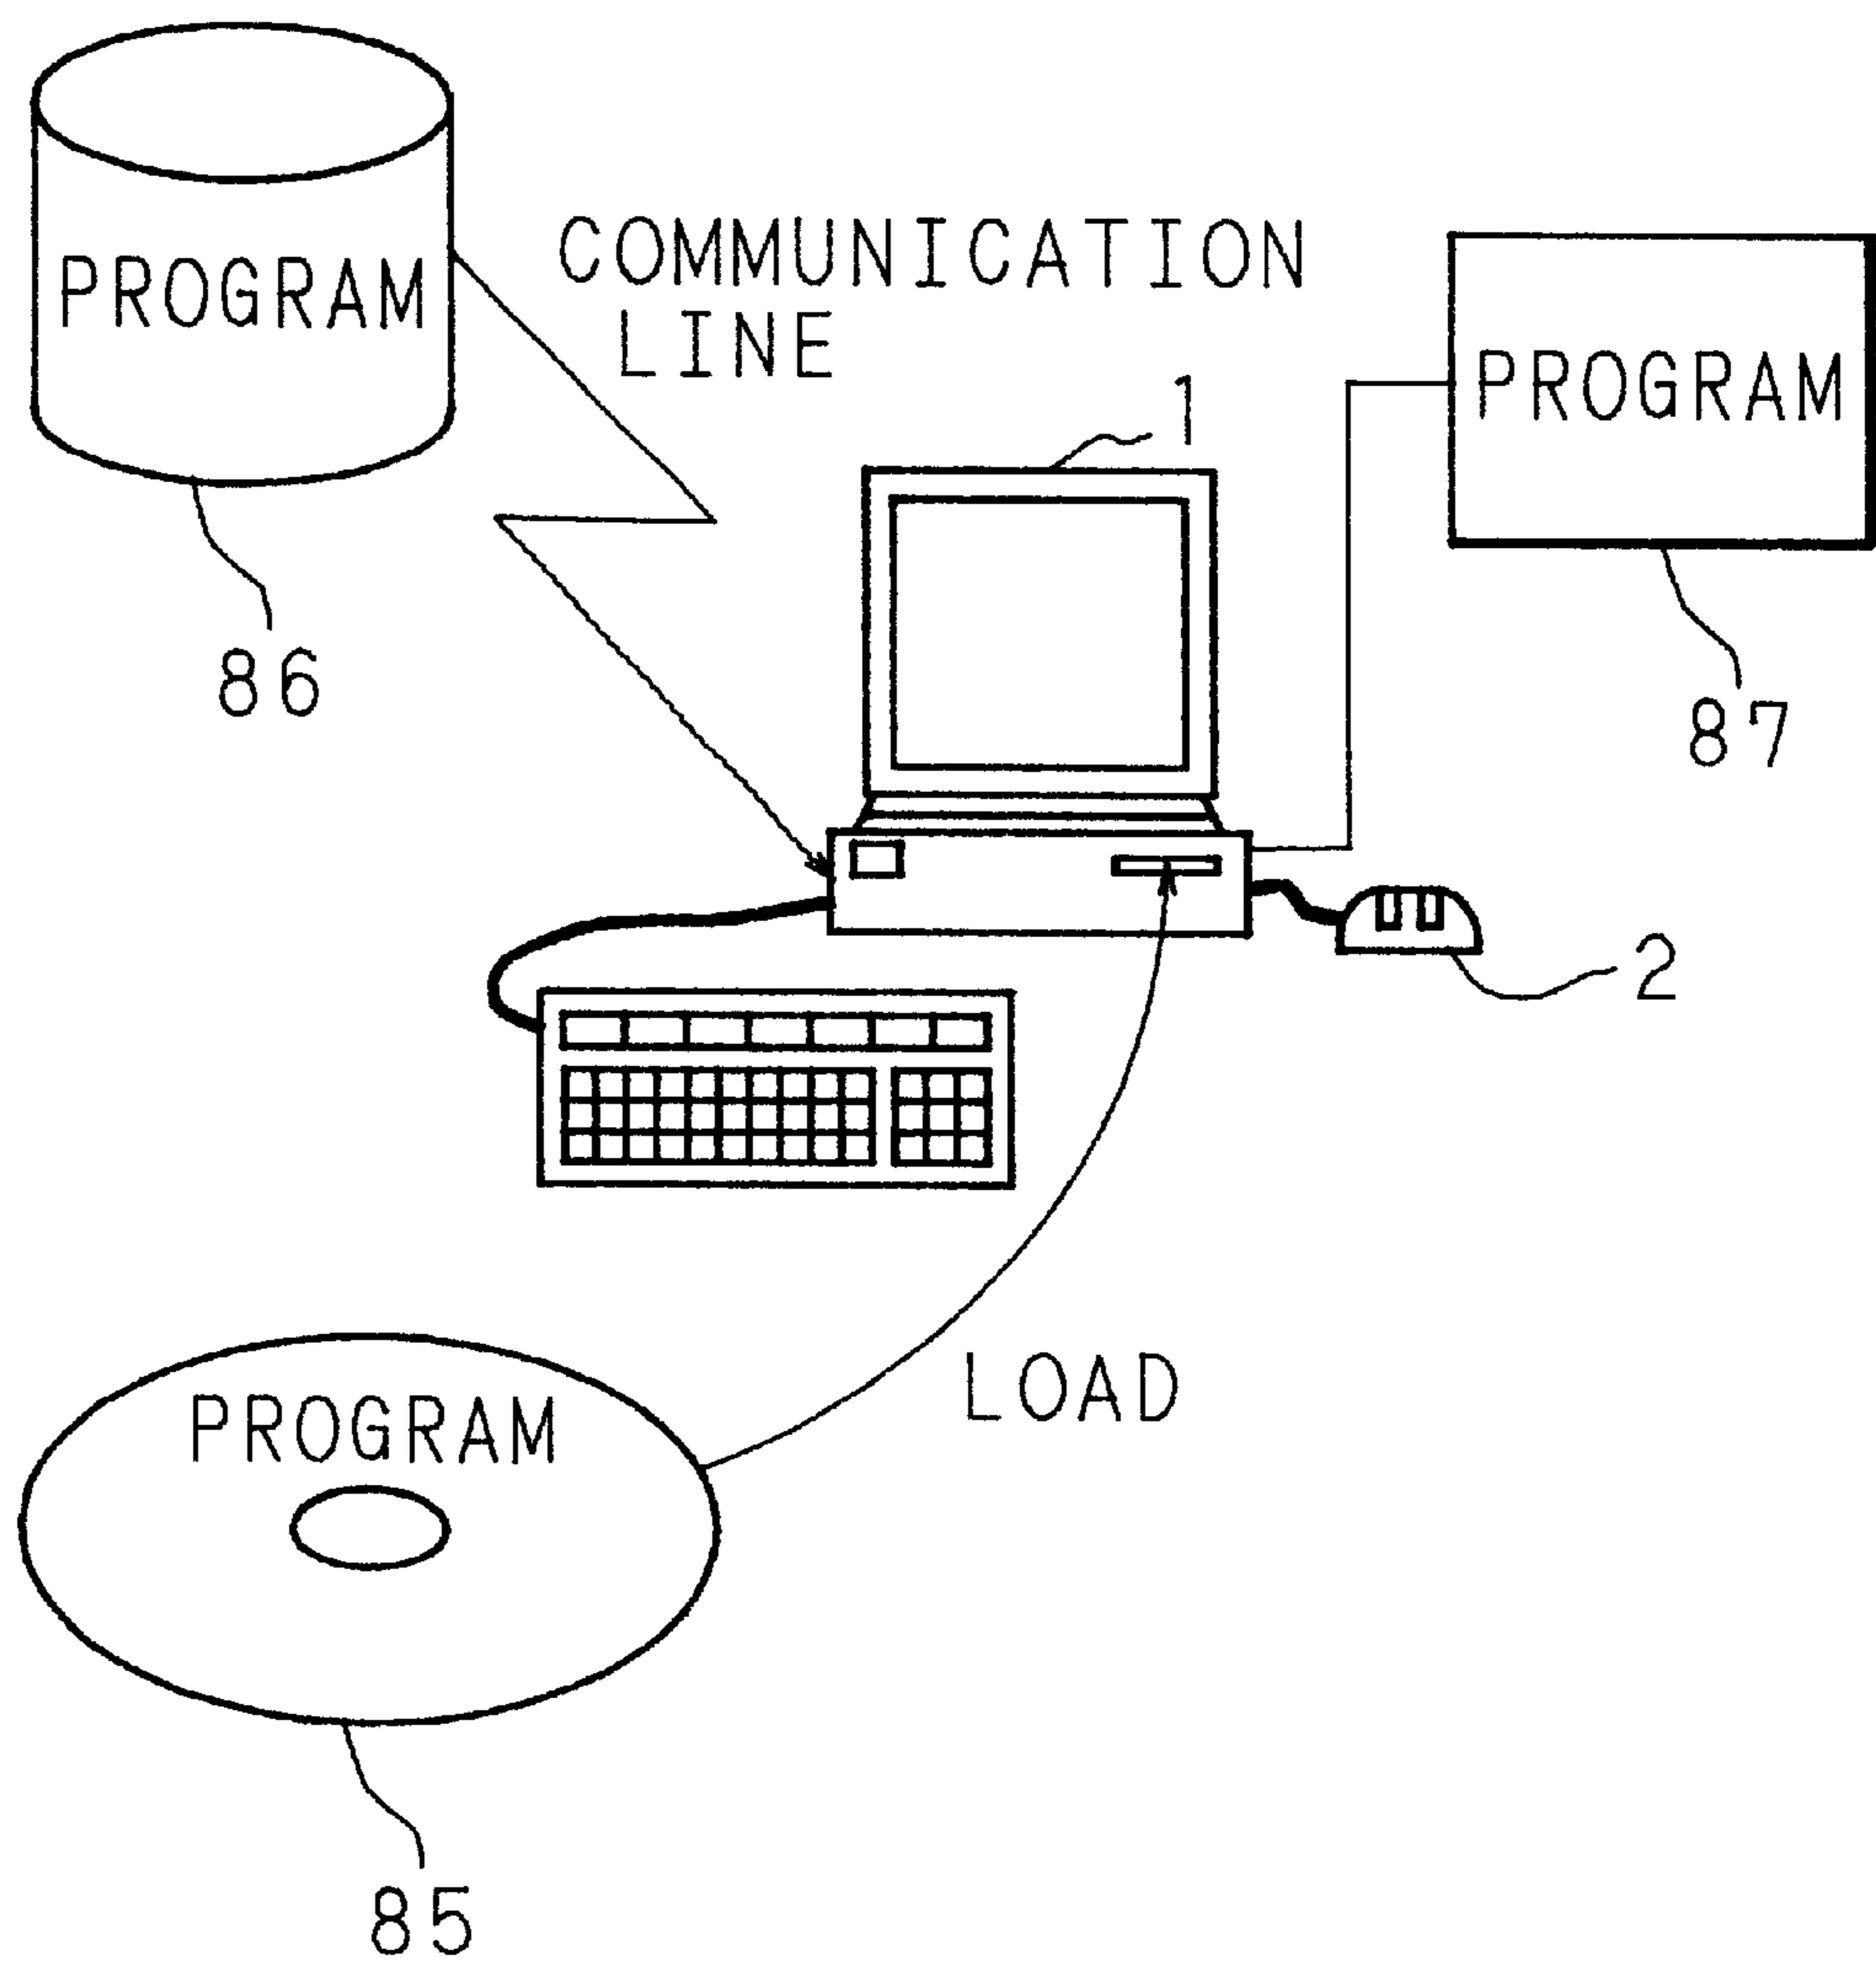 COMMUNICATION
LINE
PROGRAM
PROGRAM
1
86
87
2
LOAD
PROGRAM
85